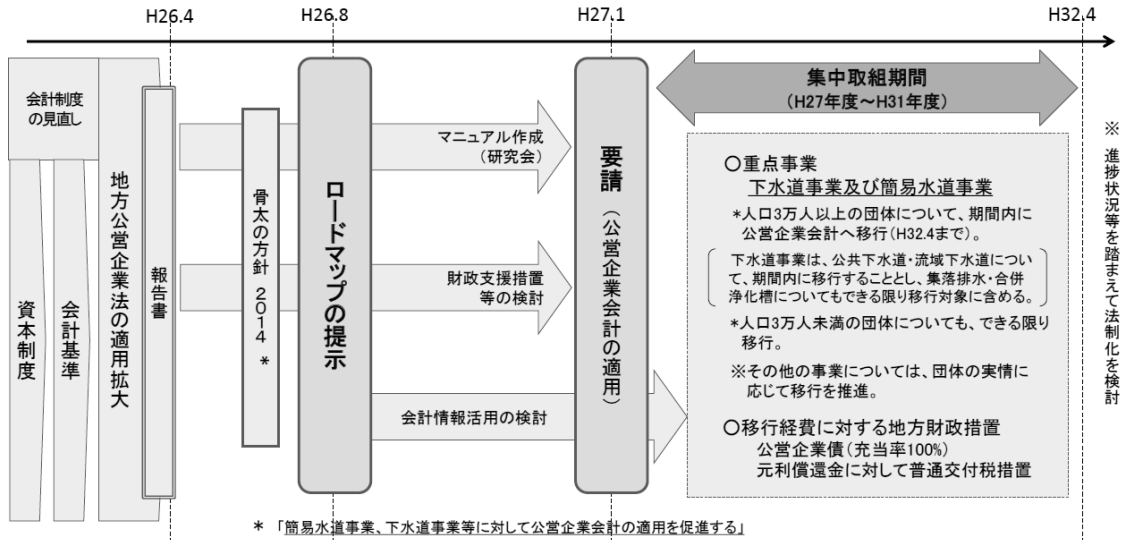 H26.4
H26.8
H27.1
H32.4
会計制度
の見直し
資本制度
会計基準
地方公営企業法の適用拡大
報告書
骨太の方針 2014 *
ロードマップの提示
マニュアル作成
(研究会)
財政支援措置
等の検討
会計情報活用の検討
要請(公営企業会計の適用)
集中取組期間
(H27年度~H31年度)
○重点事業
下水道事業及び簡易水道事業
*人口3万人以上の団体について、期間内に
公営企業会計へ移行(H32.4まで)。
下水道事業は、公共下水道・流域下水道につい
て、期間内に移行することとし、集落排水・合併
浄化槽についてもできる限り移行対象に含める。
*人口3万人未満の団体についても、できる限り
移行。
※その他の事業については、団体の実情に
応じて移行を推進。
○移行経費に対する地方財政措置
公営企業債(充当率100%)
元利償還金に対して普通交付税措置
※ 進捗状況等を踏まえて法制化を検討
* 「簡易水道事業、下水道事業等に対して公営企業会計の適用を促進する」